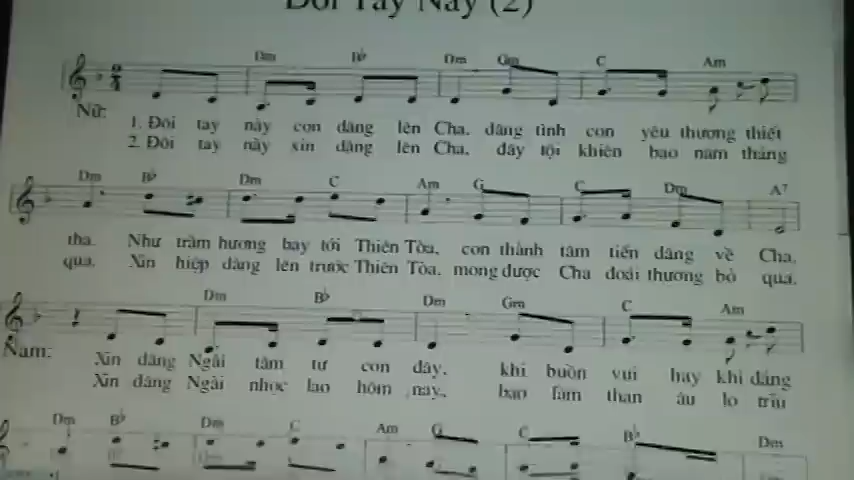 Đôi Tay Này (2)
Dm Bb Dm Gm C Am
Nữ:
1. Đôi tay này con dâng lên Cha, dâng tình con yêu thương thiết
2. Đôi tay này xin dâng lên Cha, đây tội khiên bao năm tháng
Dm Bb Dm C Am G C Dm A7
tha. Như trầm hương bay tới Thiên Tòa, con thành tâm tiến dâng về Cha.
qua. Xin hiệp dâng lên trước Thiên Tòa, mong được Cha đoái thương bỏ qua.
Dm Bb Dm Gm C Am
Nam:
Xin dâng Ngài tâm tư con đây, khi buồn vui hay khi đắng
Xin dâng Ngài nhọc lao hôm nay, bao lầm than âu lo trĩu
Dm Bb Dm C Am G C Bb Dm